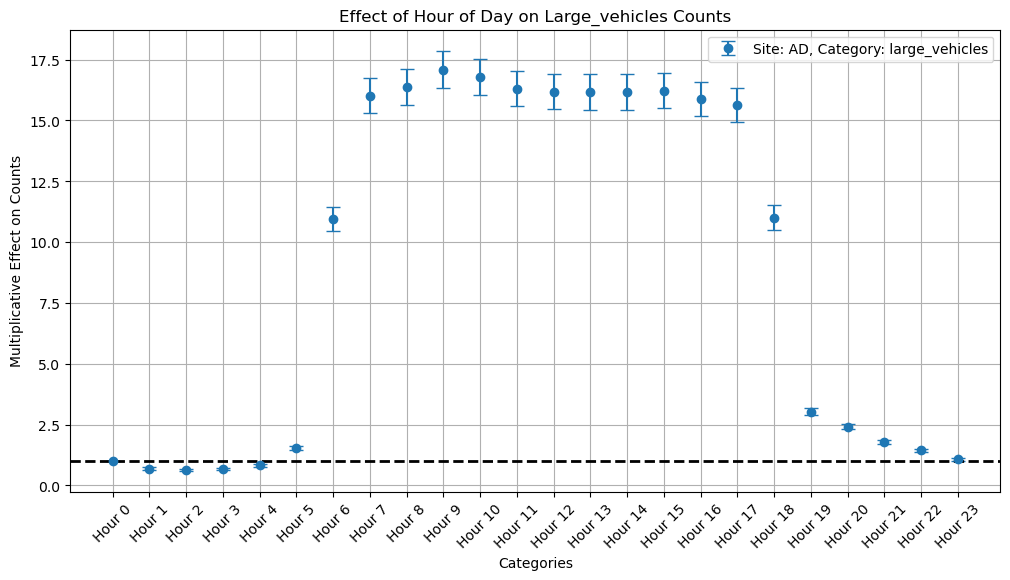 Effect of Hour of Day on Large_vehicles Counts
Site: AD, Category: large_vehicles
Multiplicative Effect on Counts
17.5
15.0
12.5
10.0
7.5
5.0
2.5
0.0
Hour 0
Hour 1
Hour 2
Hour 3
Hour 4
Hour 5
Hour 6
Hour 7
Hour 8
Hour 9
Hour 10
Hour 11
Hour 12
Hour 13
Hour 14
Hour 15
Hour 16
Hour 17
Hour 18
Hour 19
Hour 20
Hour 21
Hour 22
Hour 23
Categories